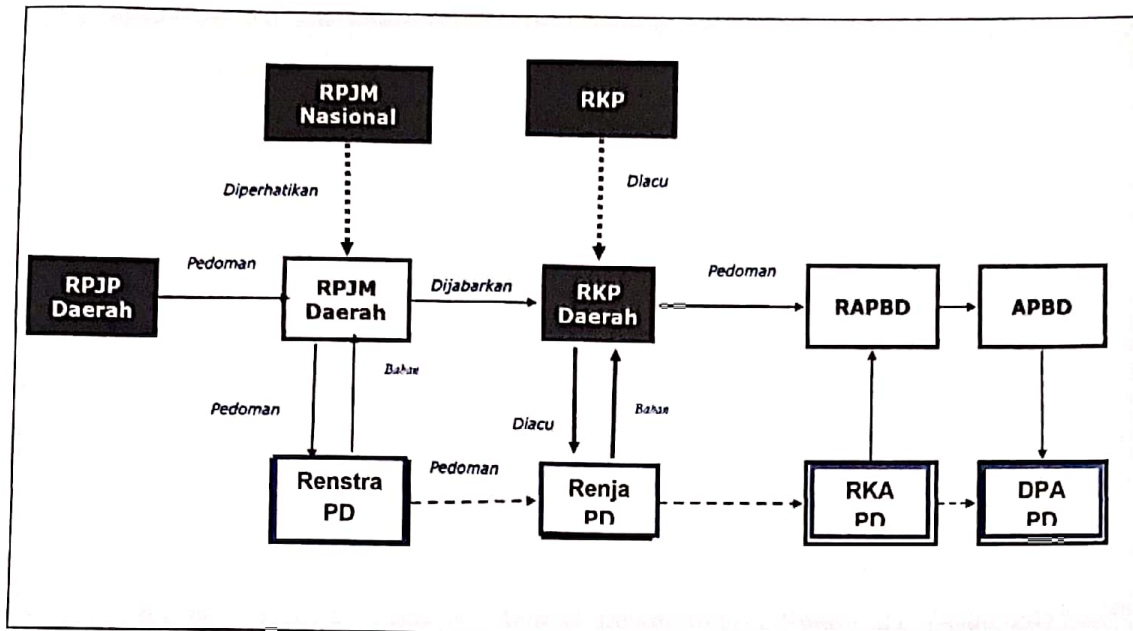 RPJM
Nasional
RKP
Diperhatikan
Diacu
RPJP
Daerah
Pedoman
RPJM
Daerah
Dijabarkan
RKP
Daerah
Pedoman
RAPBD
APBD
Pedoman
Bahan
Diacu
Bahan
Renstra
PD
Pedoman
Renja
PD
RKA
PD
DPA
PD